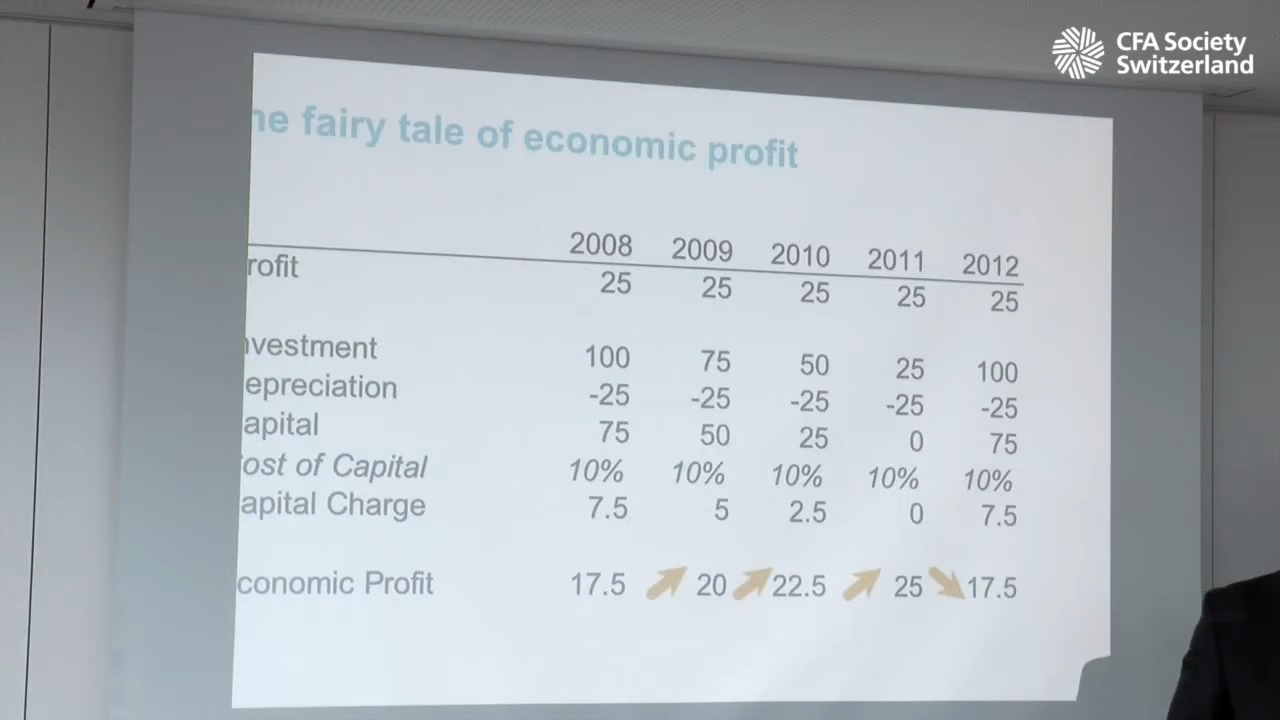 CFA Society
Switzerland
he fairy tale of economic profit
2008 2009 2010 2011 2012
rofit 25 25 25 25 25
nvestment 100 75 50 25 100
epreciation -25 -25 -25 -25 -25
apital 75 50 25 0 75
ost of Capital 10% 10% 10% 10% 10%
apital Charge 7.5 5 2.5 0 7.5
conomic Profit 17.5 20 22.5 25 17.5